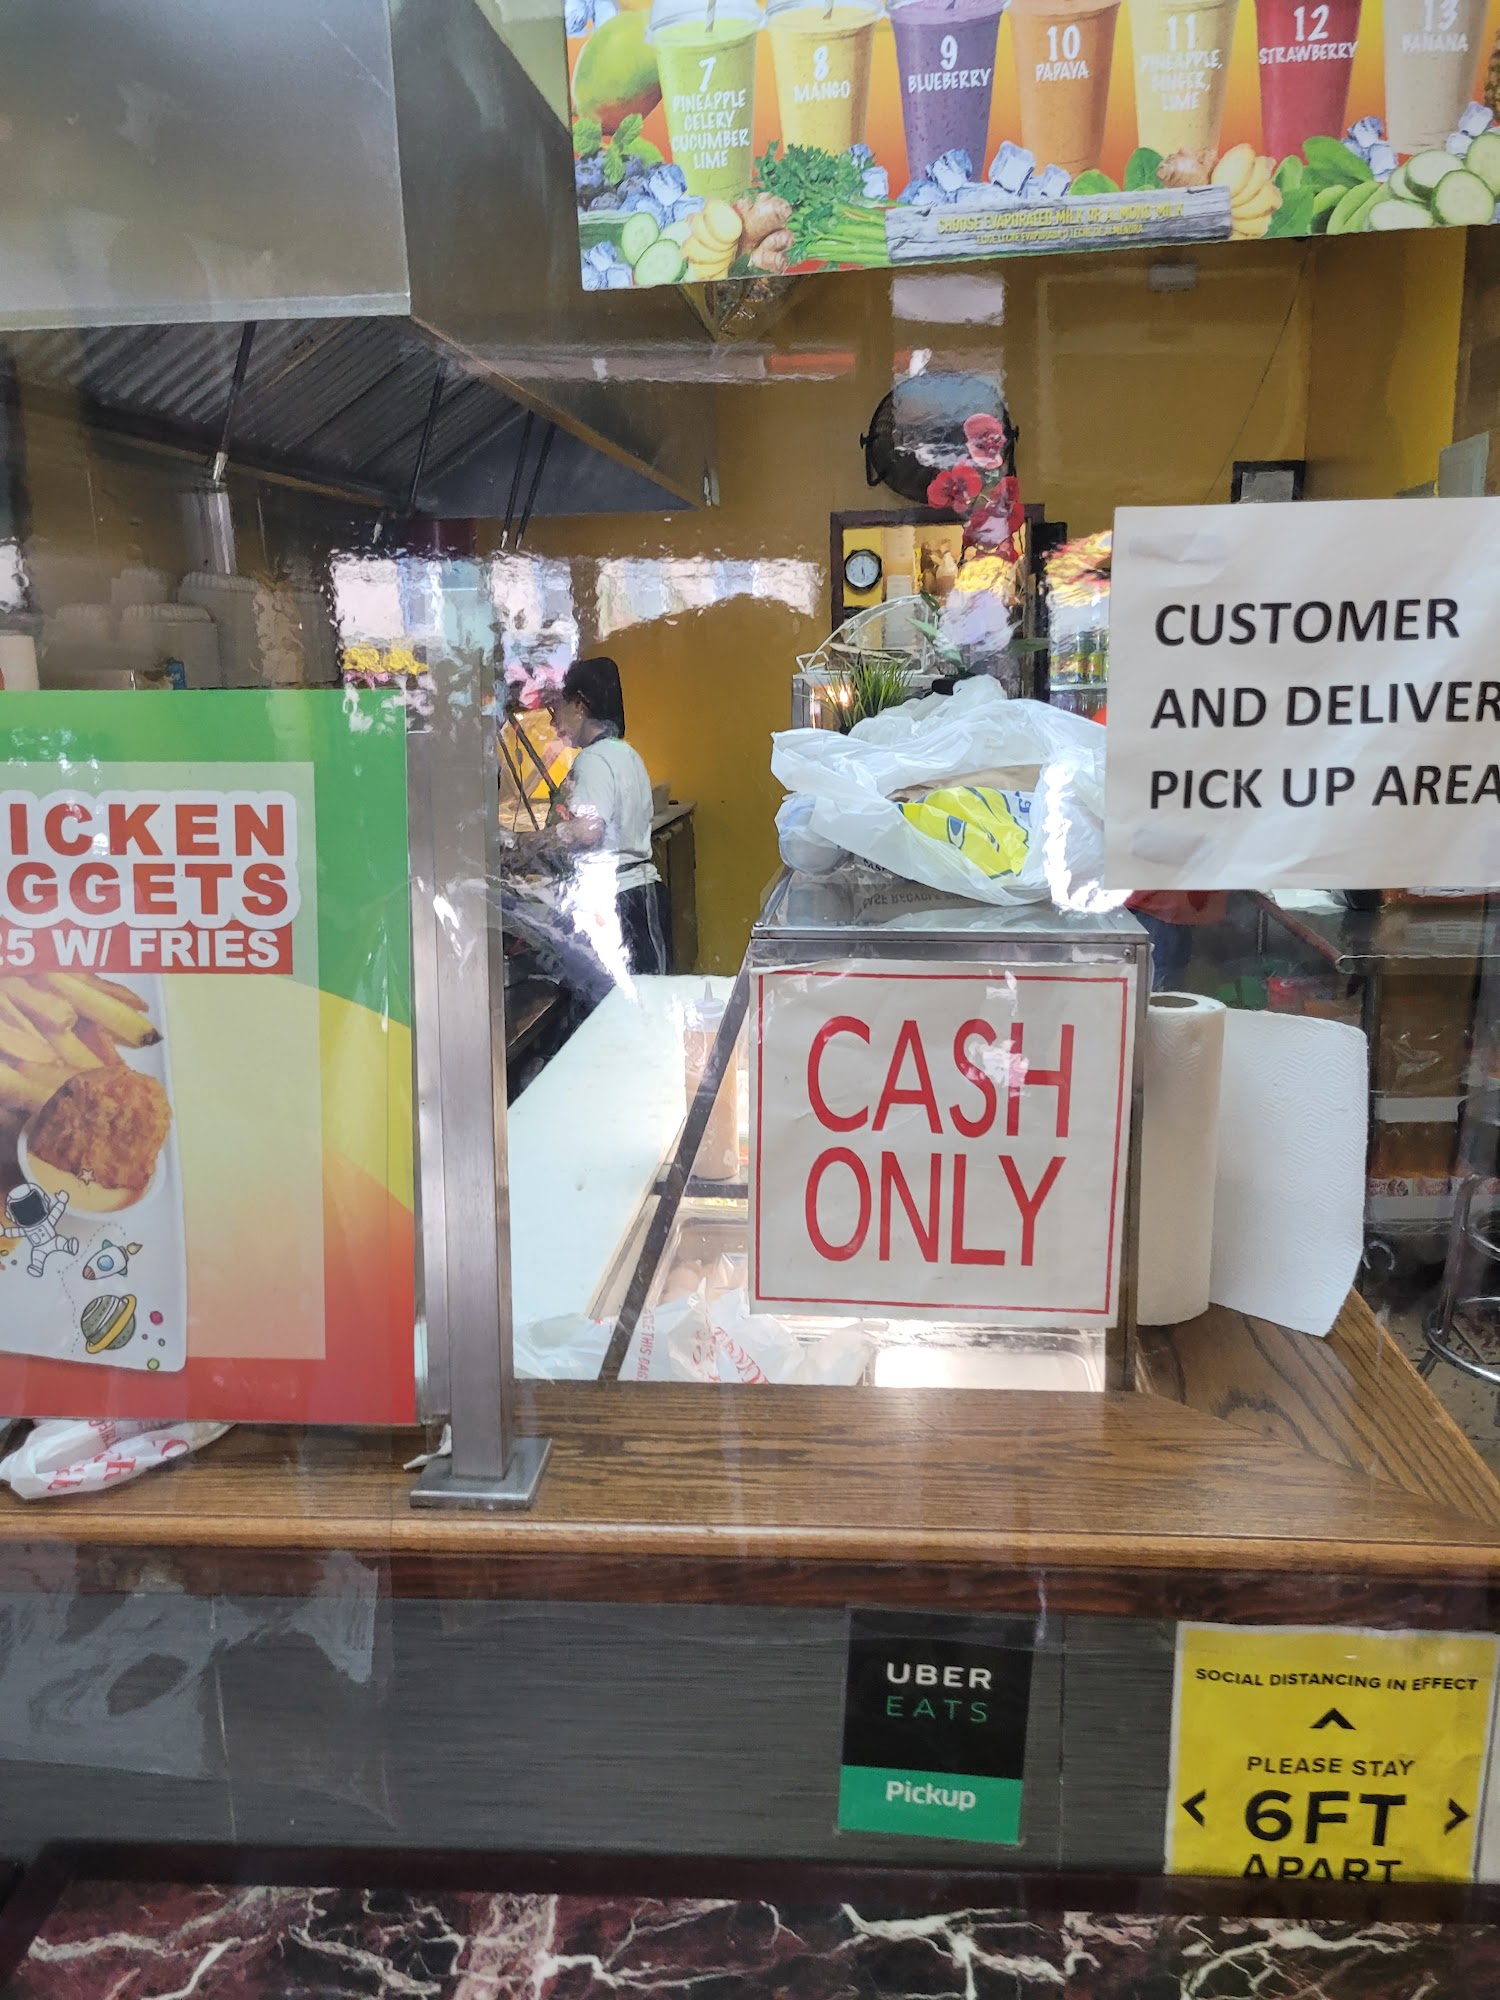 7
PINEAPPLE
CELERY
CUCUMBER
LIME
8
MANGO
9
BLUEBERRY
10
PAPAYA
11
PINEAPPLE,
GINGER,
LIME
12
STRAWBERRY
13
BANANA
CHOOSE EVAPORATED MILK OR ALMOND MILK
CUSTOMER
AND DELIVER
PICK UP AREA
ICKEN
GGETS
25 W/ FRIES
CASH
ONLY
UBER
EATS
Pickup
SOCIAL DISTANCING IN EFFECT
PLEASE STAY
< 6FT >
APART